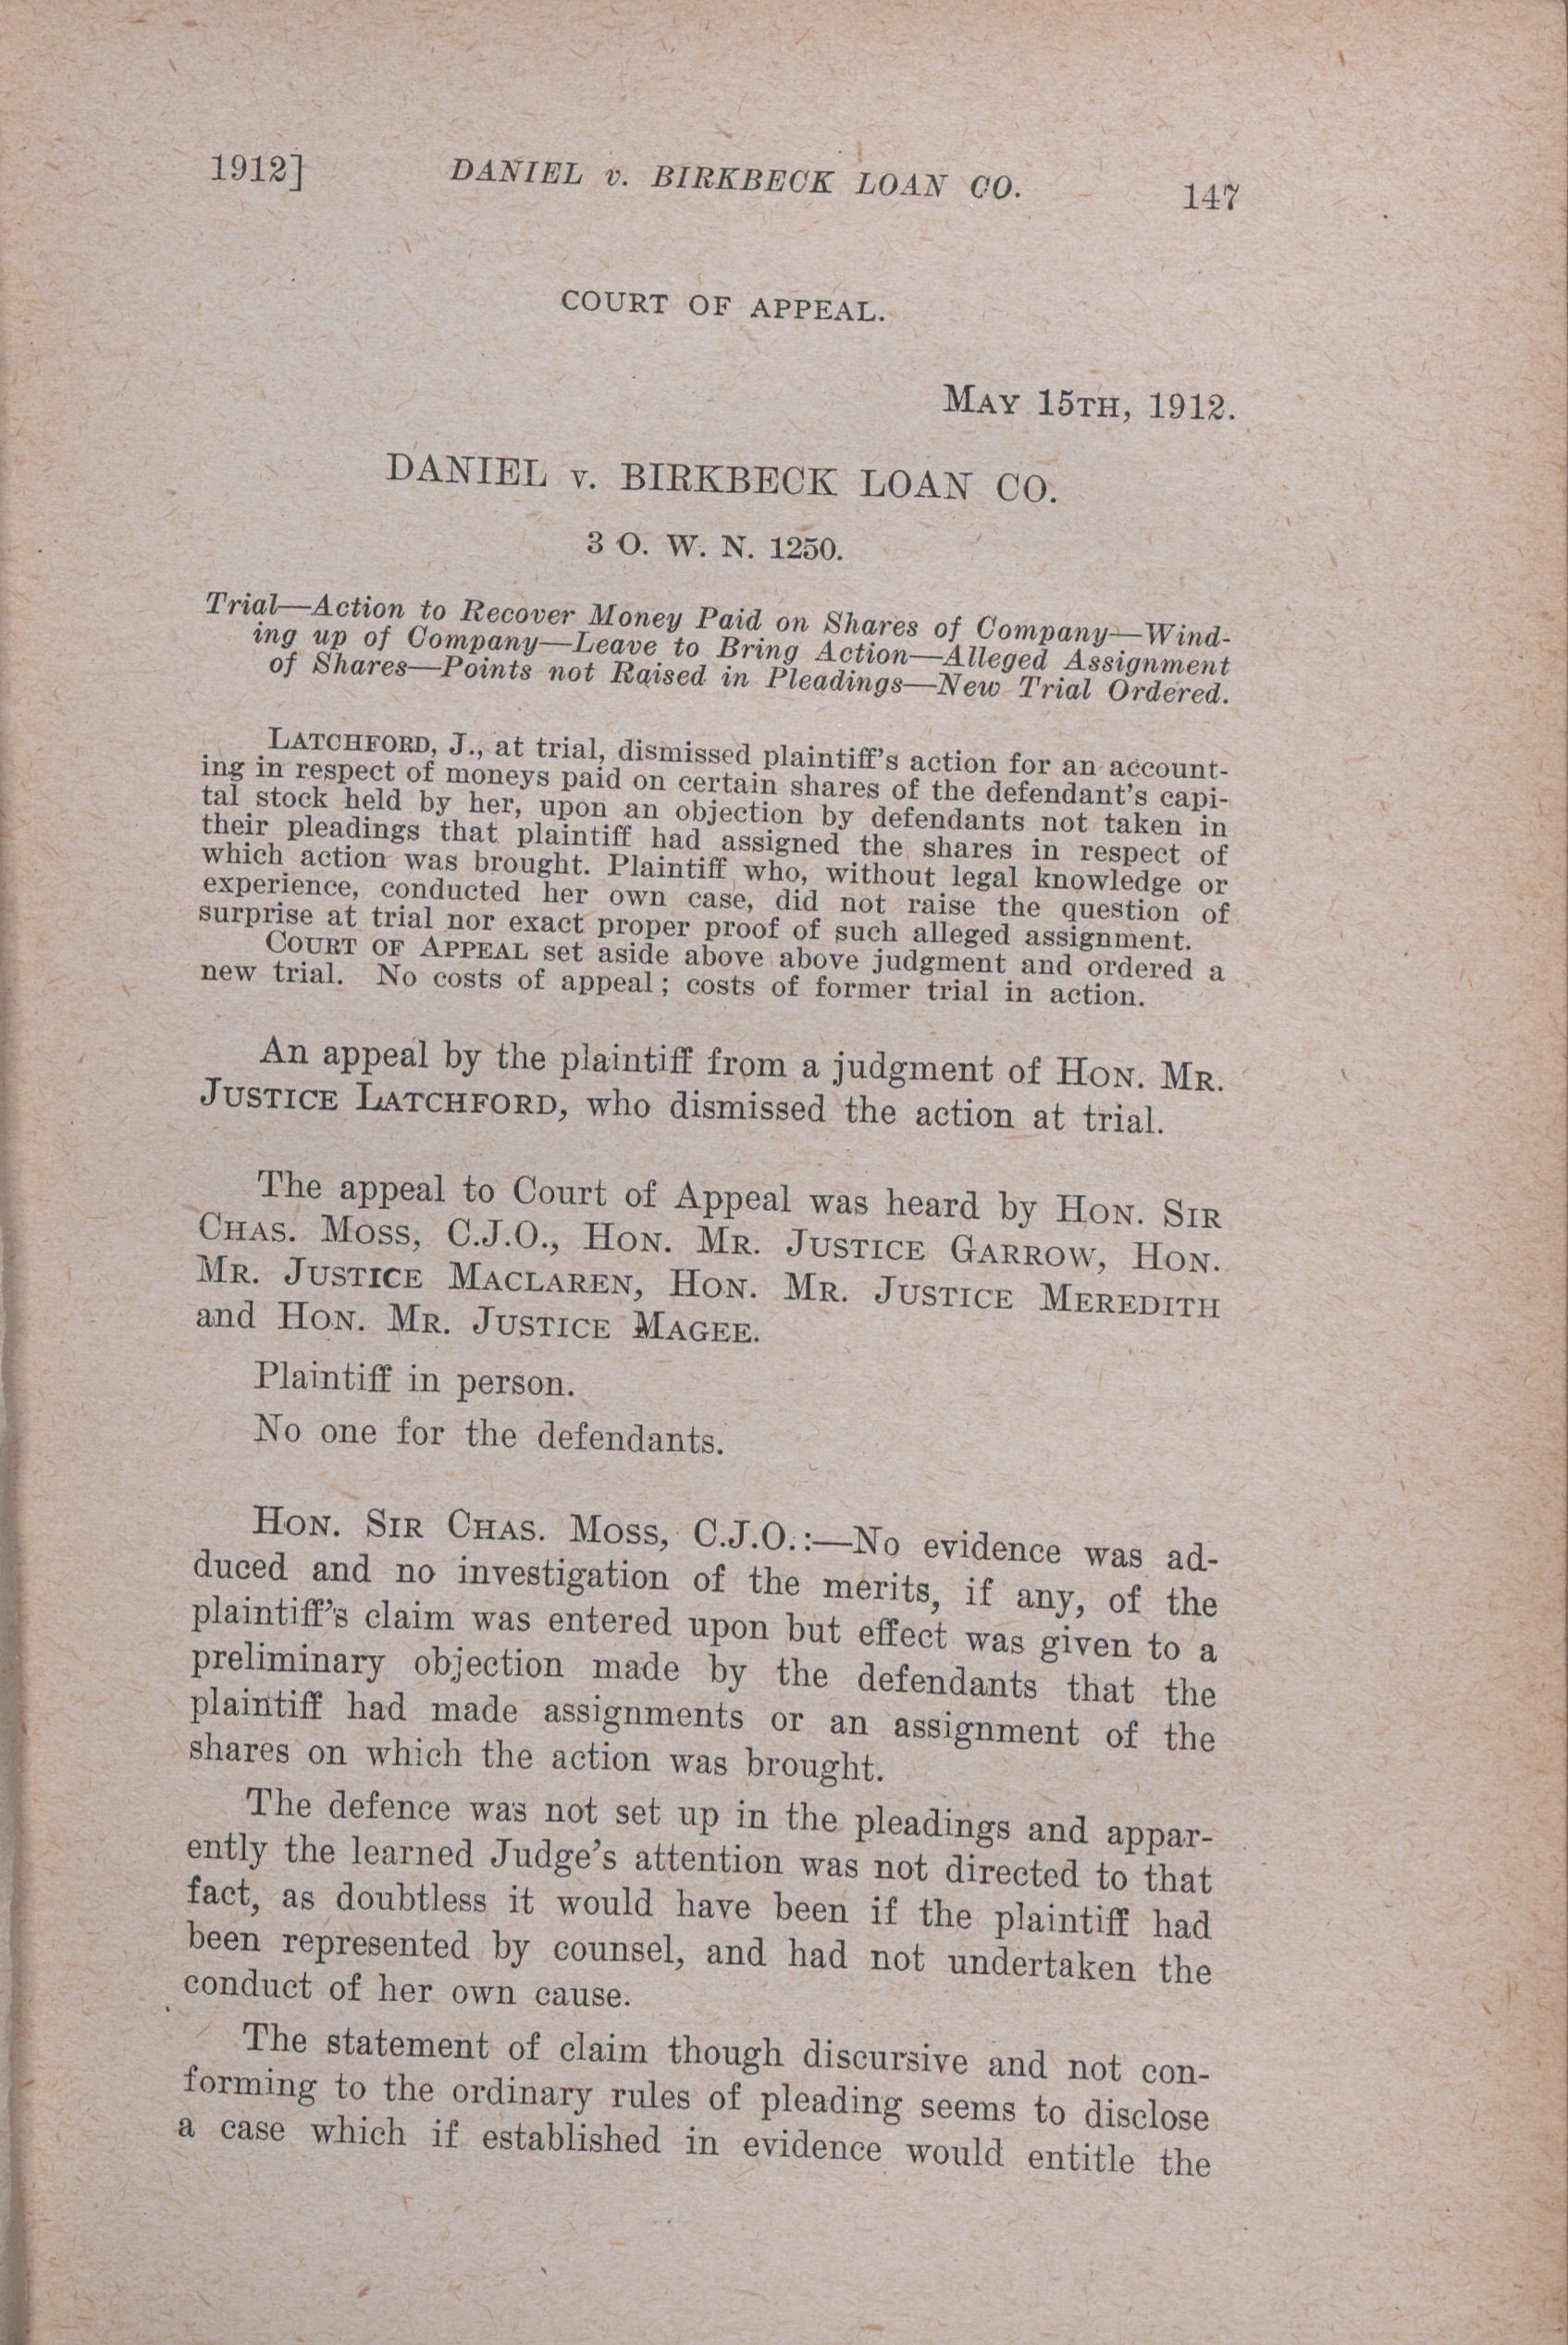 1912] DANIEL v. BIRKBECK LOAN CO. 147
COURT OF APPEAL.
MAY 15TH, 1912.
DANIEL v. BIRKBECK LOAN CO.
3 O. W. N. 1250.
Trial—Action to Recover Money Paid on Shares of Company—Wind-
ing up of Company—Leave to Bring Action—Alleged Assignment
of Shares—Points not Raised in Pleadings—New Trial Ordered.
LATCHFORD, J., at trial, dismissed plaintiff's action for an account-
ing in respect of moneys paid on certain shares of the defendant's capi-
tal stock held by her, upon an objection by defendants not taken in
their pleadings that plaintiff had assigned the shares in respect of
which action was brought. Plaintiff who, without legal knowledge or
experience, conducted her own case, did not raise the question of
surprise at trial nor exact proper proof of such alleged assignment.
COURT OF APPEAL set aside above above judgment and ordered a
new trial. No costs of appeal; costs of former trial in action.
An appeal by the plaintiff from a judgment of HON. MR.
JUSTICE LATCHFORD, who dismissed the action at trial.
The appeal to Court of Appeal was heard by HON. SIR
CHAS. MOSS, C.J.O., HON. MR. JUSTICE GARROW, HON.
MR. JUSTICE MACLAREN, HON. MR. JUSTICE MEREDITH
and HON. MR. JUSTICE MAGEE.
Plaintiff in person.
No one for the defendants.
HON. SIR CHAS. MOSS, C.J.O.:—No evidence was ad-
duced and no investigation of the merits, if any, of the
plaintiff's claim was entered upon but effect was given to a
preliminary objection made by the defendants that the
plaintiff had made assignments or an assignment of the
shares on which the action was brought.
The defence was not set up in the pleadings and appar-
ently the learned Judge's attention was not directed to that
fact, as doubtless it would have been if the plaintiff had
been represented by counsel, and had not undertaken the
conduct of her own cause.
The statement of claim though discursive and not con-
forming to the ordinary rules of pleading seems to disclose
a case which if established in evidence would entitle the